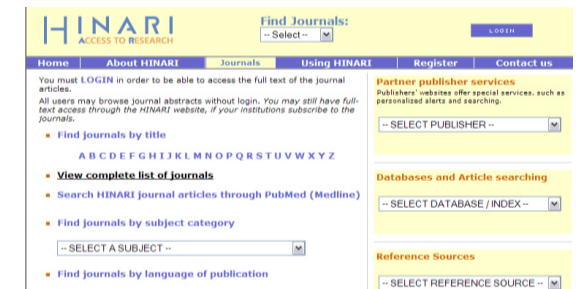 HINARI
ACCESS TO RESEARCH
Find Journals:
-- Select --
LOGIN
Home About HINARI Journals Using HINARI Register Contact us
You must LOGIN in order to be able to access the full text of the journal
articles.
All users may browse journal abstracts without login. You may still have full-
text access through the HINARI website, if your institutions subscribe to the
journals.
Find journals by title
A B C D E F G H I J K L M N O P Q R S T U V W X Y Z
View complete list of journals
Search HINARI journal articles through PubMed (Medline)
Find journals by subject category
-- SELECT A SUBJECT --
Find journals by language of publication
Partner publisher services
Publishers' websites offer special services, such as
personalized alerts and searching.
-- SELECT PUBLISHER --
Databases and Article searching
-- SELECT DATABASE / INDEX --
Reference Sources
-- SELECT REFERENCE SOURCE --